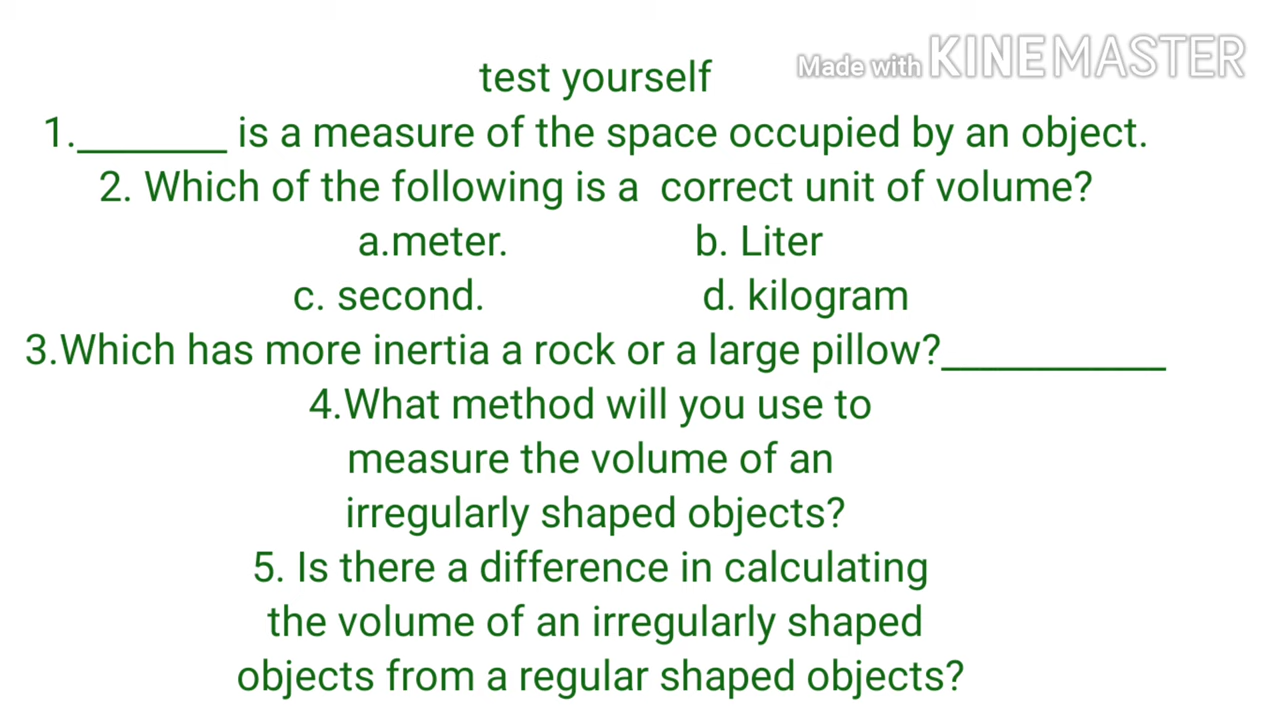 Made with KINEMASTER
test yourself
1.________ is a measure of the space occupied by an object.
2. Which of the following is a correct unit of volume?
a.meter. b. Liter
c. second. d. kilogram
3.Which has more inertia a rock or a large pillow?____________
4.What method will you use to
measure the volume of an
irregularly shaped objects?
5. Is there a difference in calculating
the volume of an irregularly shaped
objects from a regular shaped objects?